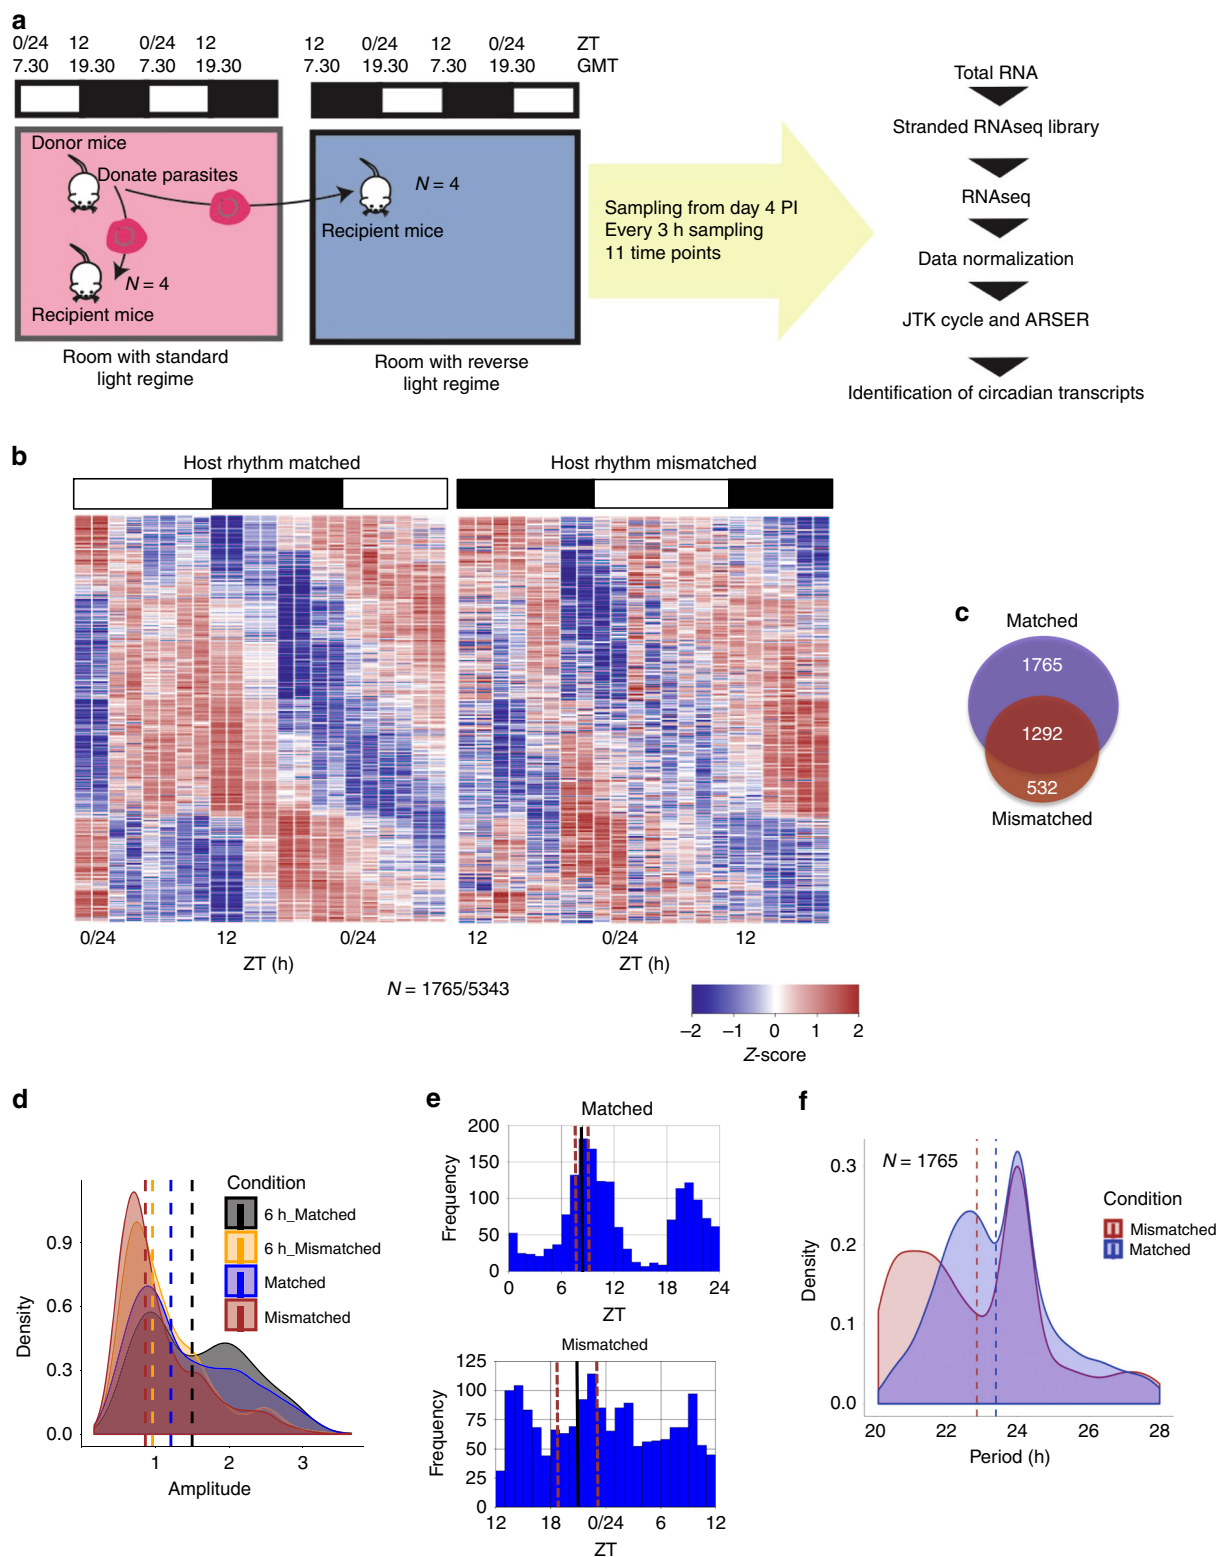 a
0/24 12 0/24 12
7.30 19.30 7.30 19.30
12 0/24 12 0/24 ZT
7.30 19.30 7.30 19.30 GMT
Donor mice
Donate parasites
N = 4
Recipient mice
Room with standard
light regime
N = 4
Recipient mice
Room with reverse
light regime
Sampling from day 4 PI
Every 3 h sampling
11 time points
Total RNA
Stranded RNAseq library
RNAseq
Data normalization
JTK cycle and ARSER
Identification of circadian transcripts
b
Host rhythm matched
Host rhythm mismatched
0/24 12 0/24
ZT (h)
12 0/24 12
ZT (h)
N = 1765/5343
−2 −1 0 1 2
Z-score
c
Matched
1765
1292
532
Mismatched
d
Condition
6 h_Matched
6 h_Mismatched
Matched
Mismatched
Density
0.9
0.6
0.3
0.0
1 2 3
Amplitude
e
Matched
Frequency
200
150
100
50
0
0 6 12 18 24
ZT
Mismatched
Frequency
125
100
75
50
25
0
12 18 0/24 6 12
ZT
f
N = 1765
Density
0.3
0.2
0.1
0.0
20 22 24 26 28
Period (h)
Condition
Mismatched
Matched